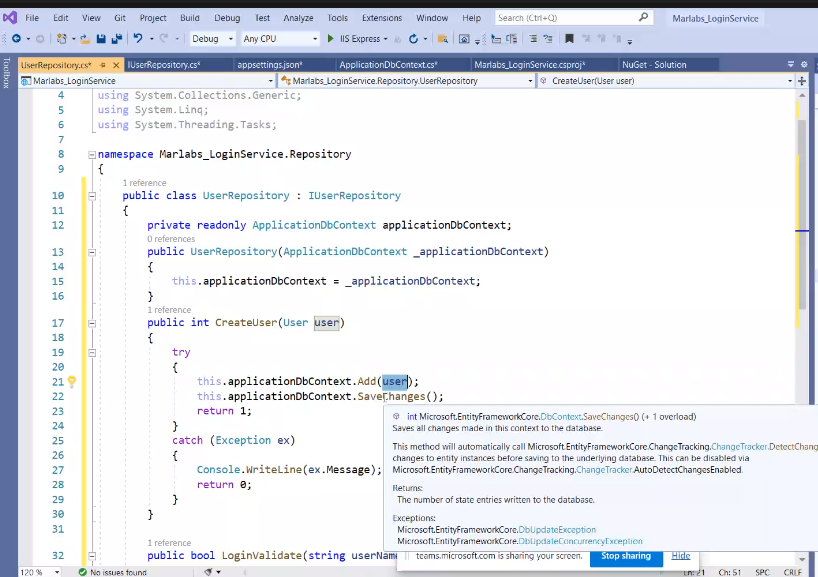 File Edit View Git Project Build Debug Test Analyze Tools Extensions Window Help Search (Ctrl+Q) Marlabs_LoginService
Debug Any CPU IIS Express
Toolbox
UserRepository.cs* IUserRepository.cs* appsettings.json* ApplicationDbContext.cs* Marlabs_LoginService.csproj* NuGet - Solution
Marlabs_LoginService Marlabs_LoginService.Repository.UserRepository CreateUser(User user)
4 using System.Collections.Generic;
5 using System.Linq;
6 using System.Threading.Tasks;
7
8 namespace Marlabs_LoginService.Repository
9 {
1 reference
10 public class UserRepository : IUserRepository
11 {
12 private readonly ApplicationDbContext applicationDbContext;
0 references
13 public UserRepository(ApplicationDbContext _applicationDbContext)
14 {
15 this.applicationDbContext = _applicationDbContext;
16 }
1 reference
17 public int CreateUser(User user)
18 {
19 try
20 {
21 this.applicationDbContext.Add(user);
22 this.applicationDbContext.SaveChanges();
23 return 1;
24 }
25 catch (Exception ex)
26 {
27 Console.WriteLine(ex.Message);
28 return 0;
29 }
30 }
31
1 reference
32 public bool LoginValidate(string userName
int Microsoft.EntityFrameworkCore.DbContext.SaveChanges() (+ 1 overload)
Saves all changes made in this context to the database.
This method will automatically call Microsoft.EntityFrameworkCore.ChangeTracking.ChangeTracker.DetectChang
changes to entity instances before saving to the underlying database. This can be disabled via
Microsoft.EntityFrameworkCore.ChangeTracking.ChangeTracker.AutoDetectChangesEnabled.
Returns:
The number of state entries written to the database.
Exceptions:
Microsoft.EntityFrameworkCore.DbUpdateException
Microsoft.EntityFrameworkCore.DbUpdateConcurrencyException
teams.microsoft.com is sharing your screen. Stop sharing Hide
120 % No issues found Ln: 21 Ch: 51 SPC CRLF